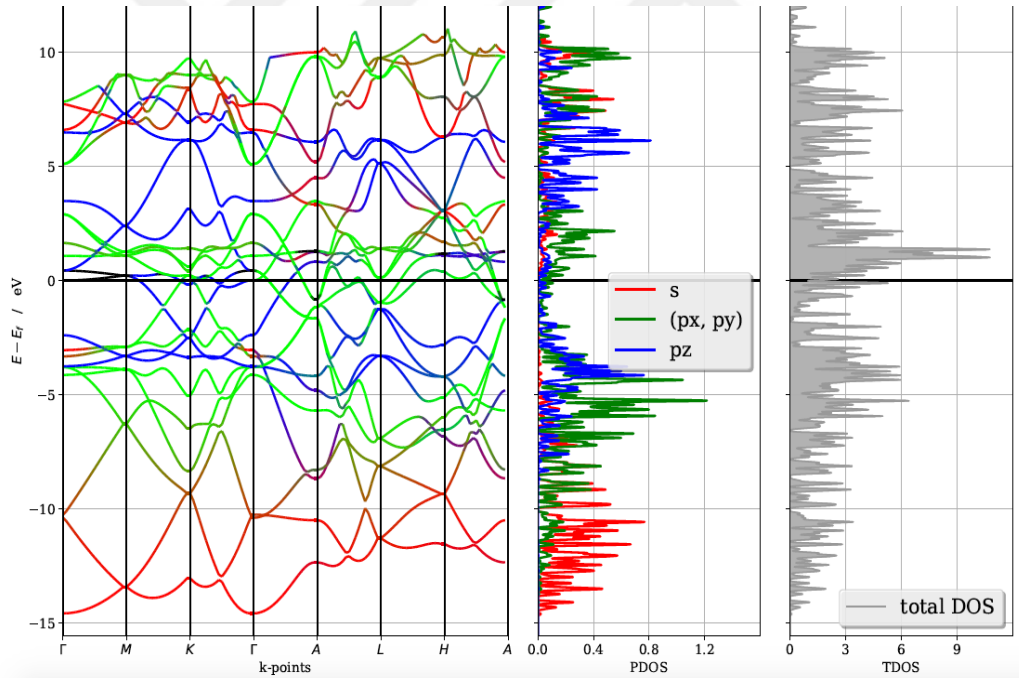 10
5
0
−5
−10
−15
E − E_f / eV
Γ M K Γ A L H A
k-points
s
(px, py)
pz
0.0 0.4 0.8 1.2
PDOS
total DOS
0 3 6 9
TDOS